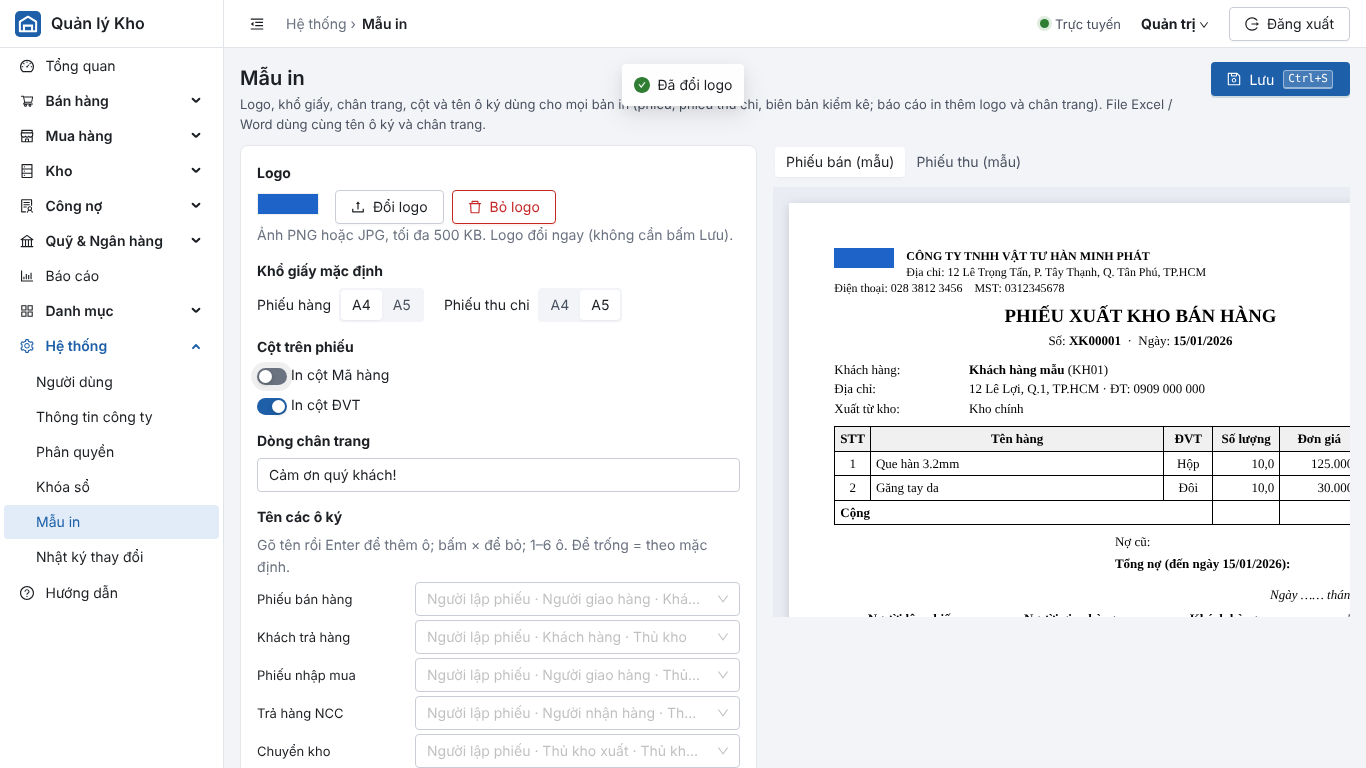 Quản lý Kho
Hệ thống › Mẫu in
Trực tuyến
Quản trị
Đăng xuất
Tổng quan
Bán hàng
Mua hàng
Kho
Công nợ
Quỹ & Ngân hàng
Báo cáo
Danh mục
Hệ thống
Người dùng
Thông tin công ty
Phân quyền
Khóa sổ
Mẫu in
Nhật ký thay đổi
Hướng dẫn
Mẫu in
Đã đổi logo
Lưu Ctrl+S
Logo, khổ giấy, chân trang, cột và tên ô ký dùng cho mọi bản in (phiếu, phiếu thu chi, biên bản kiểm kê; báo cáo in thêm logo và chân trang). File Excel /
Word dùng cùng tên ô ký và chân trang.
Logo
Đổi logo
Bỏ logo
Ảnh PNG hoặc JPG, tối đa 500 KB. Logo đổi ngay (không cần bấm Lưu).
Khổ giấy mặc định
Phiếu hàng A4 A5 Phiếu thu chi A4 A5
Cột trên phiếu
In cột Mã hàng
In cột ĐVT
Dòng chân trang
Cảm ơn quý khách!
Tên các ô ký
Gõ tên rồi Enter để thêm ô; bấm × để bỏ; 1–6 ô. Để trống = theo mặc
định.
Phiếu bán hàng Người lập phiếu · Người giao hàng · Khá...
Khách trả hàng Người lập phiếu · Khách hàng · Thủ kho
Phiếu nhập mua Người lập phiếu · Người giao hàng · Thủ...
Trả hàng NCC Người lập phiếu · Người nhận hàng · Th...
Chuyển kho Người lập phiếu · Thủ kho xuất · Thủ kh...
Phiếu bán (mẫu) Phiếu thu (mẫu)
CÔNG TY TNHH VẬT TƯ HÀN MINH PHÁT
Địa chỉ: 12 Lê Trọng Tấn, P. Tây Thạnh, Q. Tân Phú, TP.HCM
Điện thoại: 028 3812 3456 MST: 0312345678
PHIẾU XUẤT KHO BÁN HÀNG
Số: XK00001 · Ngày: 15/01/2026
Khách hàng: Khách hàng mẫu (KH01)
Địa chỉ: 12 Lê Lợi, Q.1, TP.HCM · ĐT: 0909 000 000
Xuất từ kho: Kho chính
STT Tên hàng ĐVT Số lượng Đơn giá
1 Que hàn 3.2mm Hộp 10,0 125.000
2 Găng tay da Đôi 10,0 30.000
Cộng
Nợ cũ:
Tổng nợ (đến ngày 15/01/2026):
Ngày …… thán